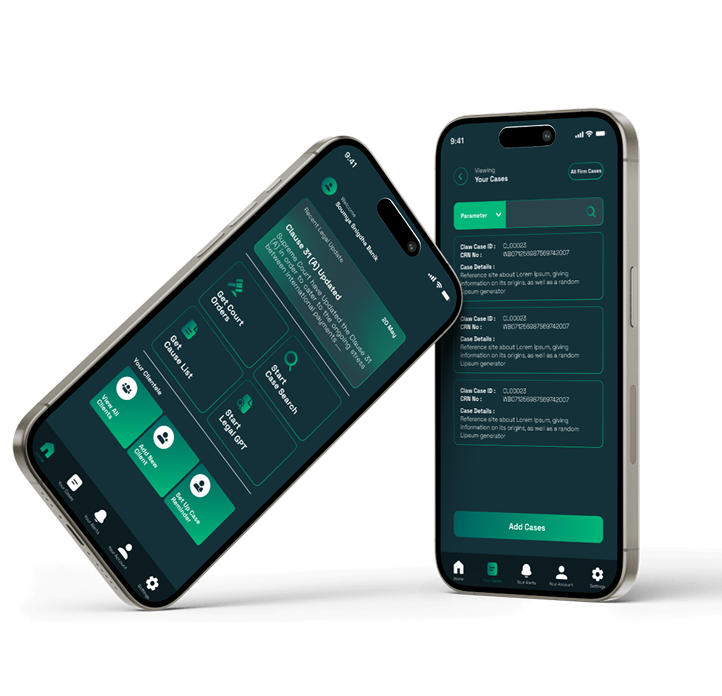 9:41
Welcome
Soumya Snigdha Banik
Recent Legal Update
Clause 31 (A) Updated
20 May
Supreme Court have Updated the Clause 31
(A) in order to cater to the ongoing stress
between international payments
Get Court
Orders
Start
Case Search
Get
Cause List
Start
Legal GPT
Your Clientele
View All
Clients
Add New
Client
Set Up Case
Reminder
Your Cases
Your Alerts
Your Account
Settings
9:41
Viewing
Your Cases
All Firm Cases
Parameter
Claw Case ID : CL00023
CRN No : WB071256987569742007
Case Details :
Reference site about Lorem Ipsum, giving
information on its origins, as well as a random
Lipsum generator
Claw Case ID : CL00023
CRN No : WB071256987569742007
Case Details :
Reference site about Lorem Ipsum, giving
information on its origins, as well as a random
Lipsum generator
Claw Case ID : CL00023
CRN No : WB071256987569742007
Case Details :
Reference site about Lorem Ipsum, giving
information on its origins, as well as a random
Lipsum generator
Add Cases
Home
Your Cases
Your Alerts
Your Account
Settings